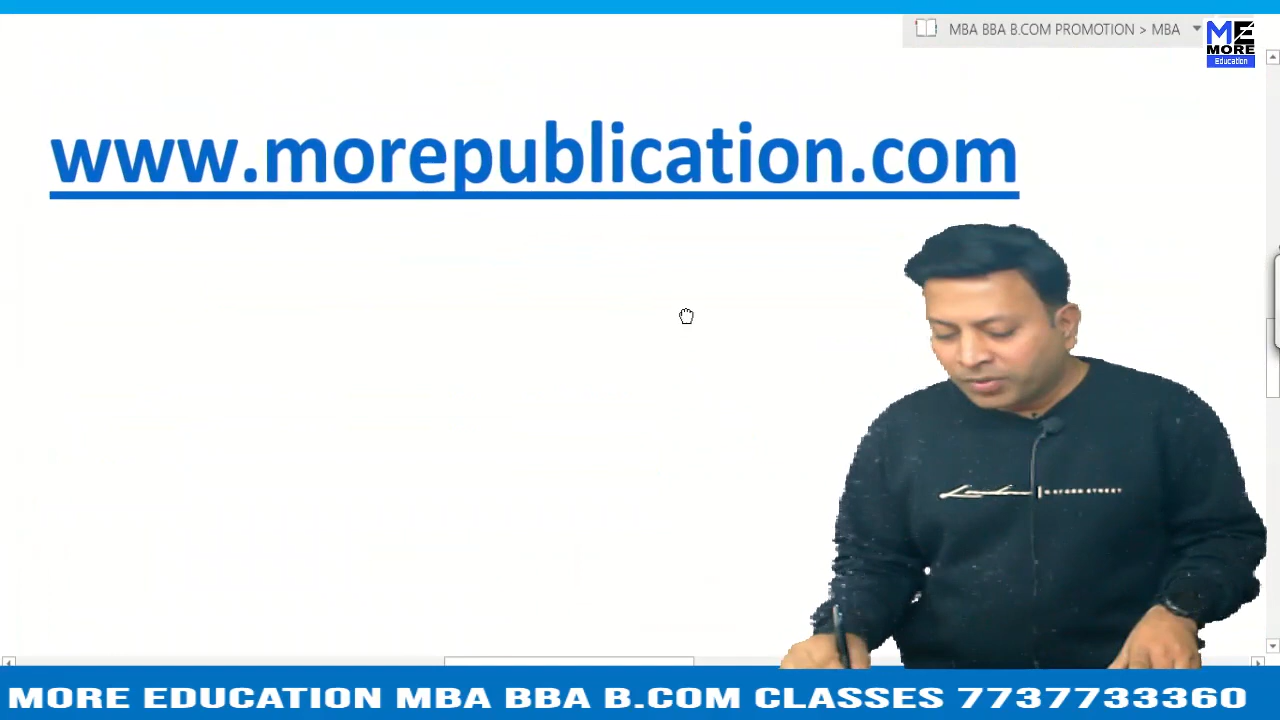 MBA BBA B.COM PROMOTION > MBA
ME
MORE
Education
www.morepublication.com
MORE EDUCATION MBA BBA B.COM CLASSES 7737733360